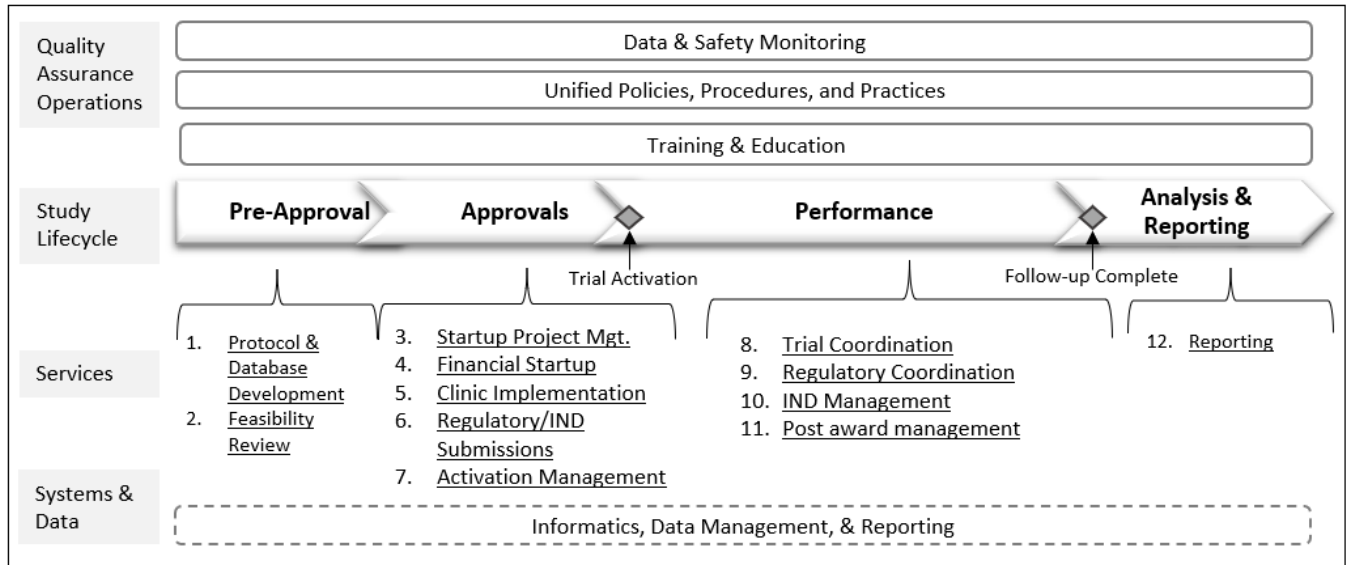 Quality
Assurance
Operations
Data & Safety Monitoring
Unified Policies, Procedures, and Practices
Training & Education
Study
Lifecycle
Pre-Approval
Approvals
Performance
Analysis &
Reporting
Trial Activation
Follow-up Complete
Services
1. Protocol &
Database
Development
2. Feasibility
Review
3. Startup Project Mgt.
4. Financial Startup
5. Clinic Implementation
6. Regulatory/IND
Submissions
7. Activation Management
8. Trial Coordination
9. Regulatory Coordination
10. IND Management
11. Post award management
12. Reporting
Systems &
Data
Informatics, Data Management, & Reporting